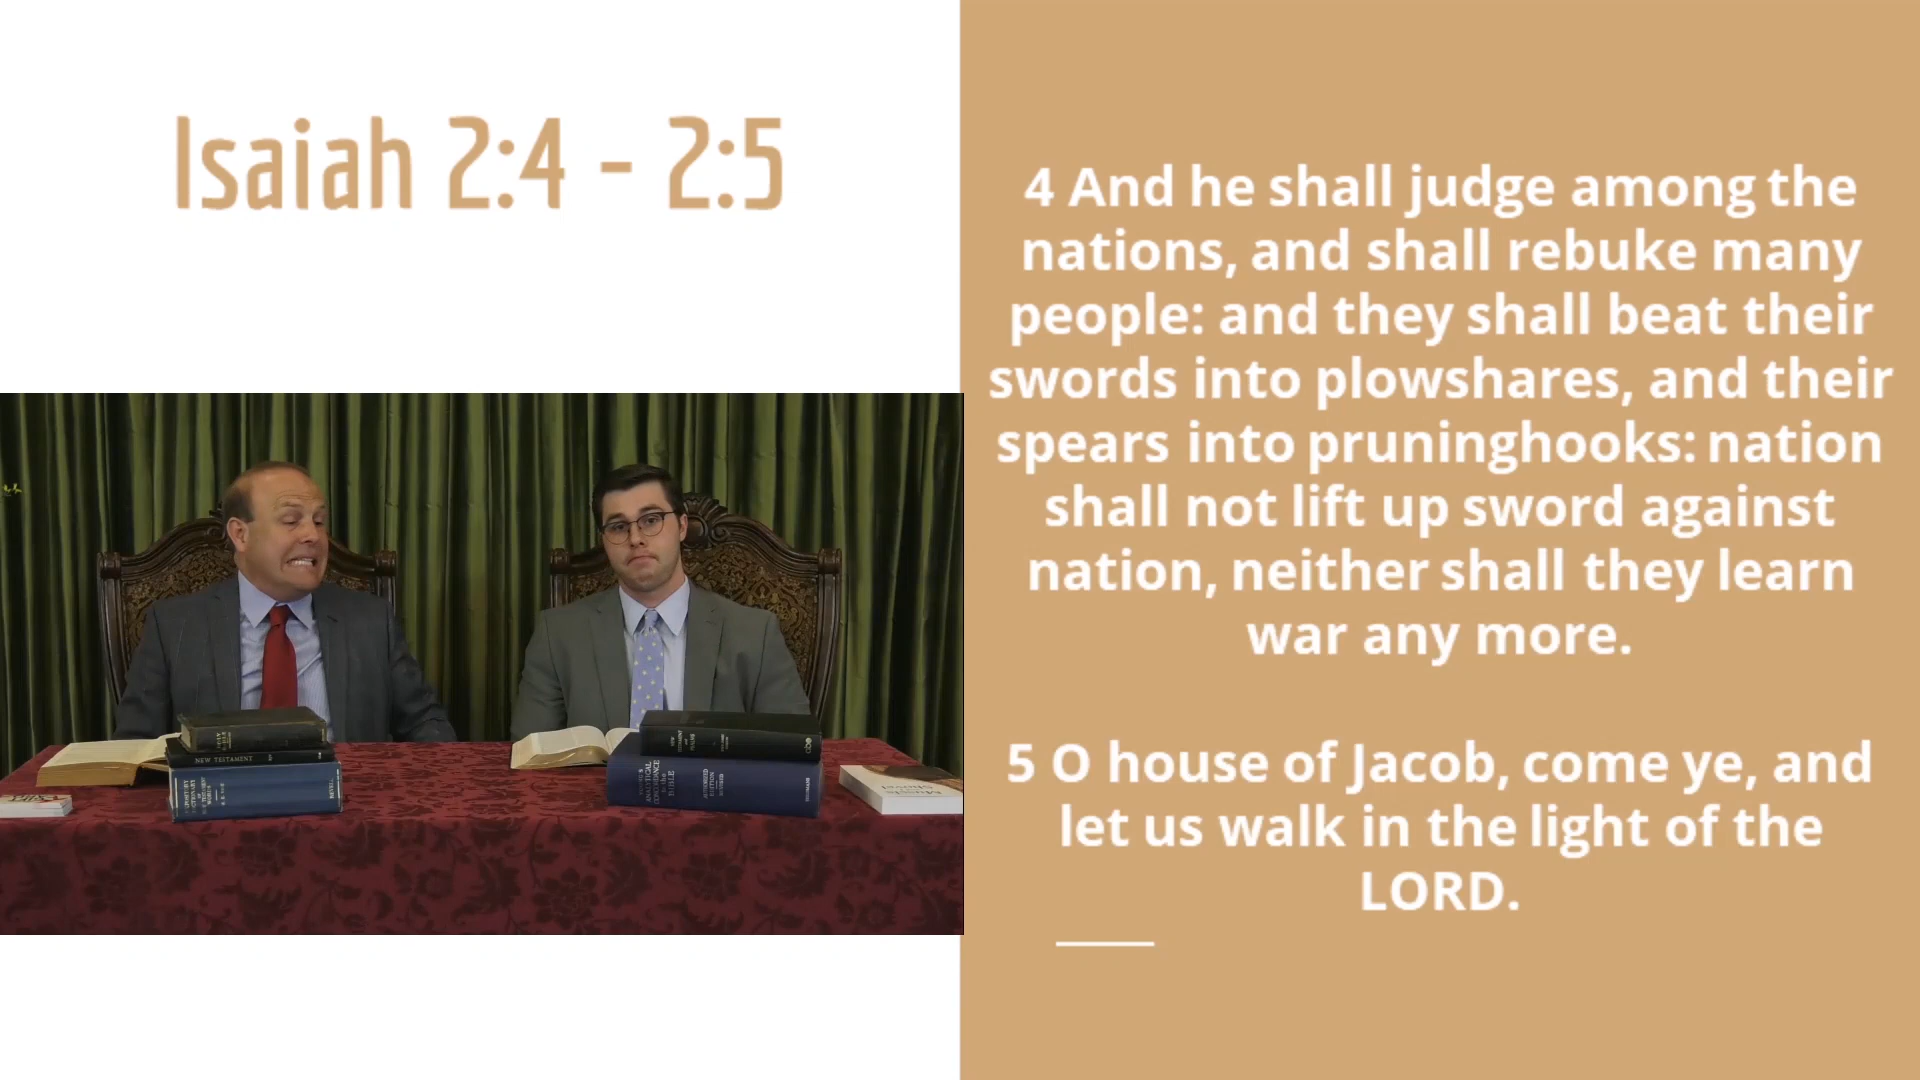 Isaiah 2:4 - 2:5
4 And he shall judge among the
nations, and shall rebuke many
people: and they shall beat their
swords into plowshares, and their
spears into pruninghooks: nation
shall not lift up sword against
nation, neither shall they learn
war any more.
5 O house of Jacob, come ye, and
let us walk in the light of the
LORD.
NEW TESTAMENT